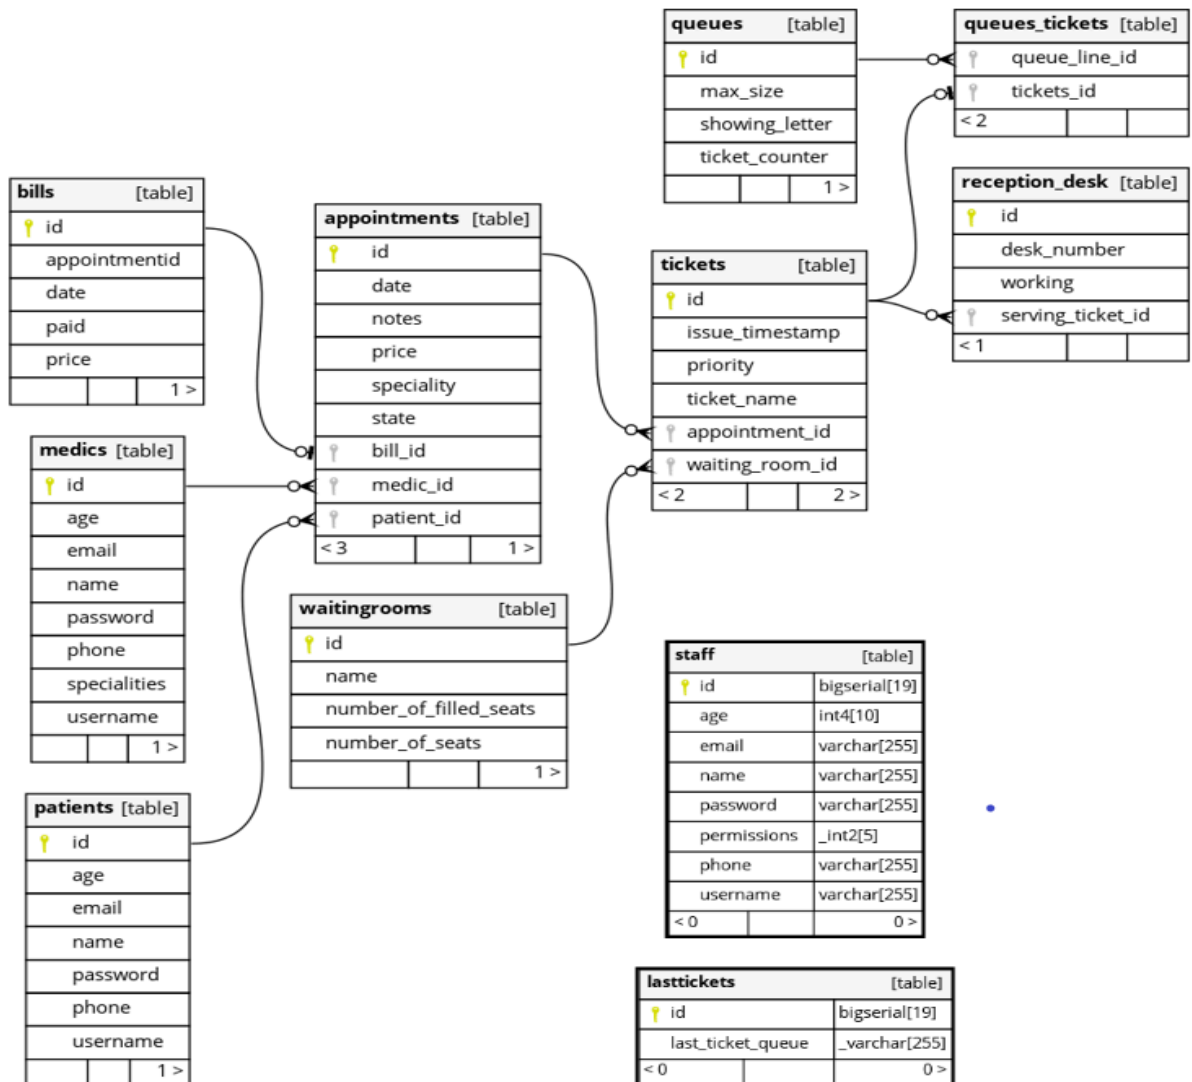 queues [table]
id
max_size
showing_letter
ticket_counter
1 >
queues_tickets [table]
queue_line_id
tickets_id
< 2
reception_desk [table]
id
desk_number
working
serving_ticket_id
< 1
bills [table]
id
appointmentid
date
paid
price
1 >
appointments [table]
id
date
notes
price
speciality
state
bill_id
medic_id
patient_id
< 3 1 >
tickets [table]
id
issue_timestamp
priority
ticket_name
appointment_id
waiting_room_id
< 2 2 >
medics [table]
id
age
email
name
password
phone
specialities
username
1 >
waitingrooms [table]
id
name
number_of_filled_seats
number_of_seats
1 >
patients [table]
id
age
email
name
password
phone
username
1 >
staff [table]
id bigserial[19]
age int4[10]
email varchar[255]
name varchar[255]
password varchar[255]
permissions _int2[5]
phone varchar[255]
username varchar[255]
< 0 0 >
lasttickets [table]
id bigserial[19]
last_ticket_queue _varchar[255]
< 0 0 >